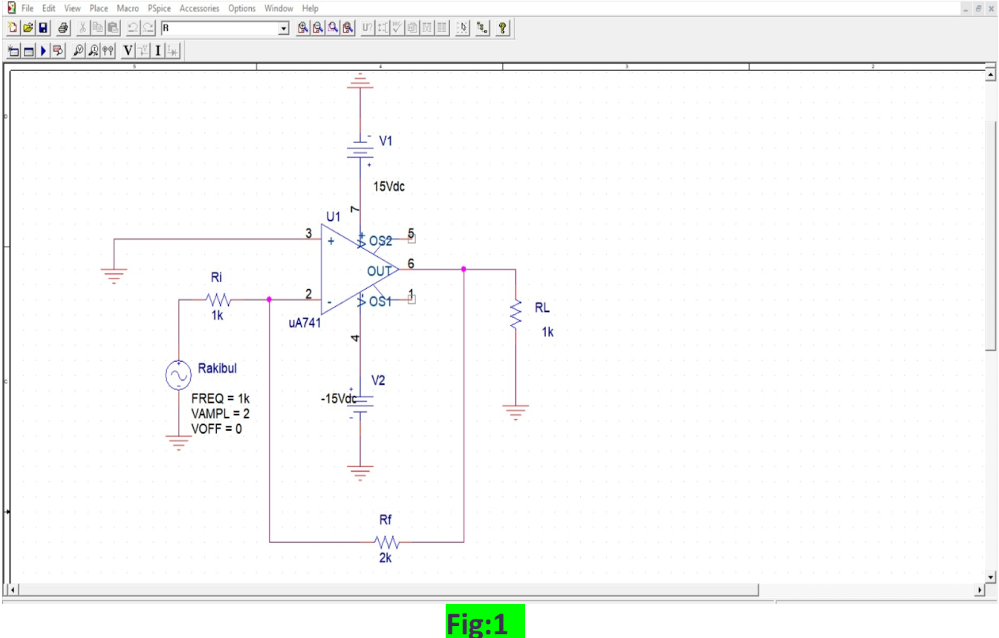 File Edit View Place Macro PSpice Accessories Options Window Help
R
U?
V I
5 4 3 2
V1
15Vdc
7
U1
3
+
V+
OS2
5
OUT
6
Ri
1k
2
-
V-
OS1
1
uA741
RL
1k
4
Rakibul
FREQ = 1k
VAMPL = 2
VOFF = 0
V2
-15Vdc
Rf
2k
D
C
Fig:1